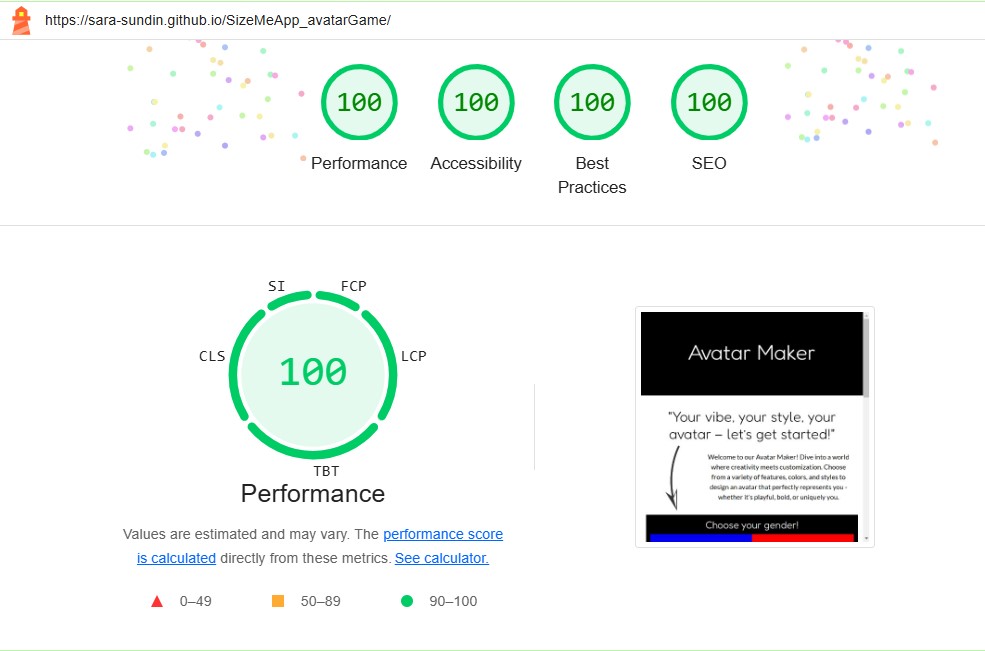 https://sara-sundin.github.io/SizeMeApp_avatarGame/
100 100 100 100
Performance Accessibility Best Practices SEO
SI FCP
CLS LCP
100
TBT
Performance
Values are estimated and may vary. The performance score
is calculated directly from these metrics. See calculator.
0–49 50–89 90–100
Avatar Maker
"Your vibe, your style, your
avatar – let's get started!"
Welcome to our Avatar Maker! Dive into a world
where creativity meets customization. Choose
from a variety of features, colors, and styles to
design an avatar that perfectly represents you -
whether it's playful, bold, or uniquely you.
Choose your gender!